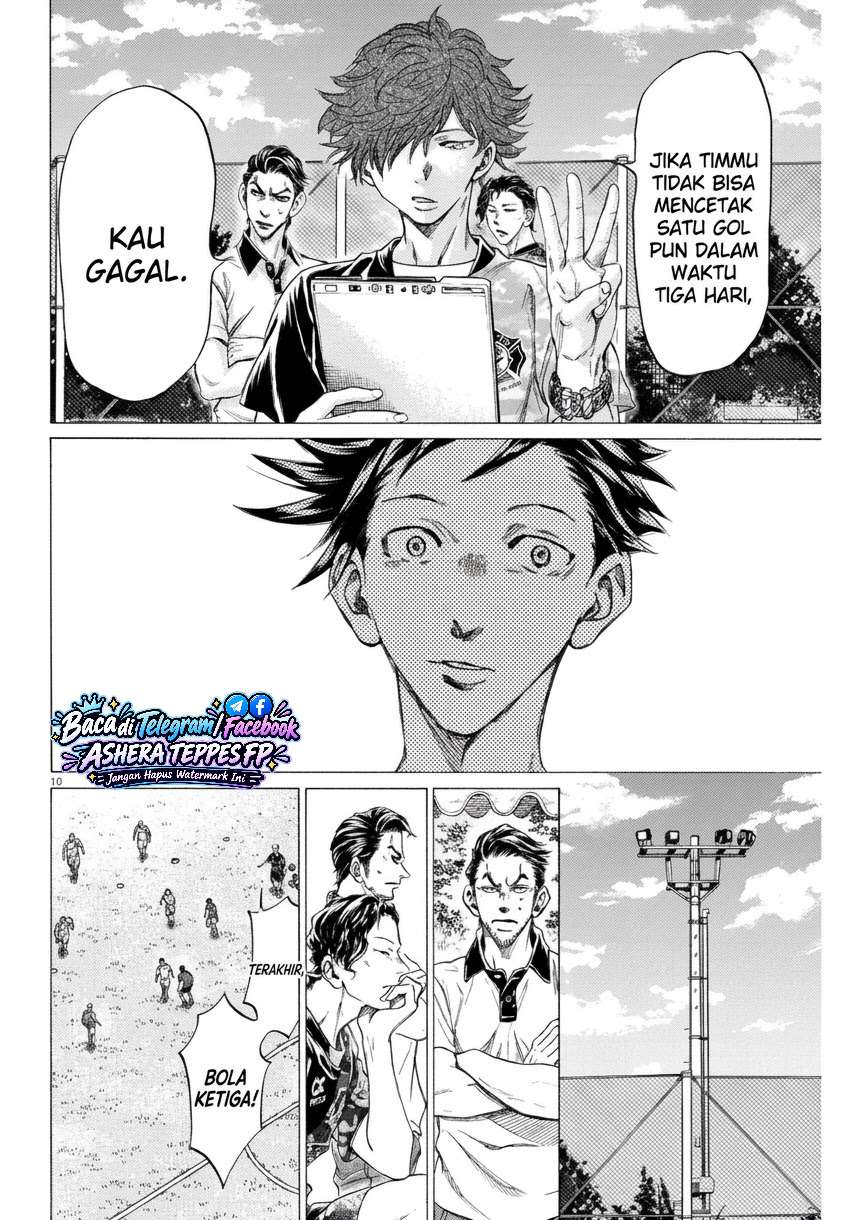 JIKA TIMMU
TIDAK BISA
MENCETAK
SATU GOL
PUN DALAM
WAKTU
TIGA HARI,
KAU
GAGAL.
Baca di Telegram/Facebook
ASHERA TEPPES FP
Jangan Hapus Watermark Ini
10
TERAKHIR,
BOLA
KETIGA!